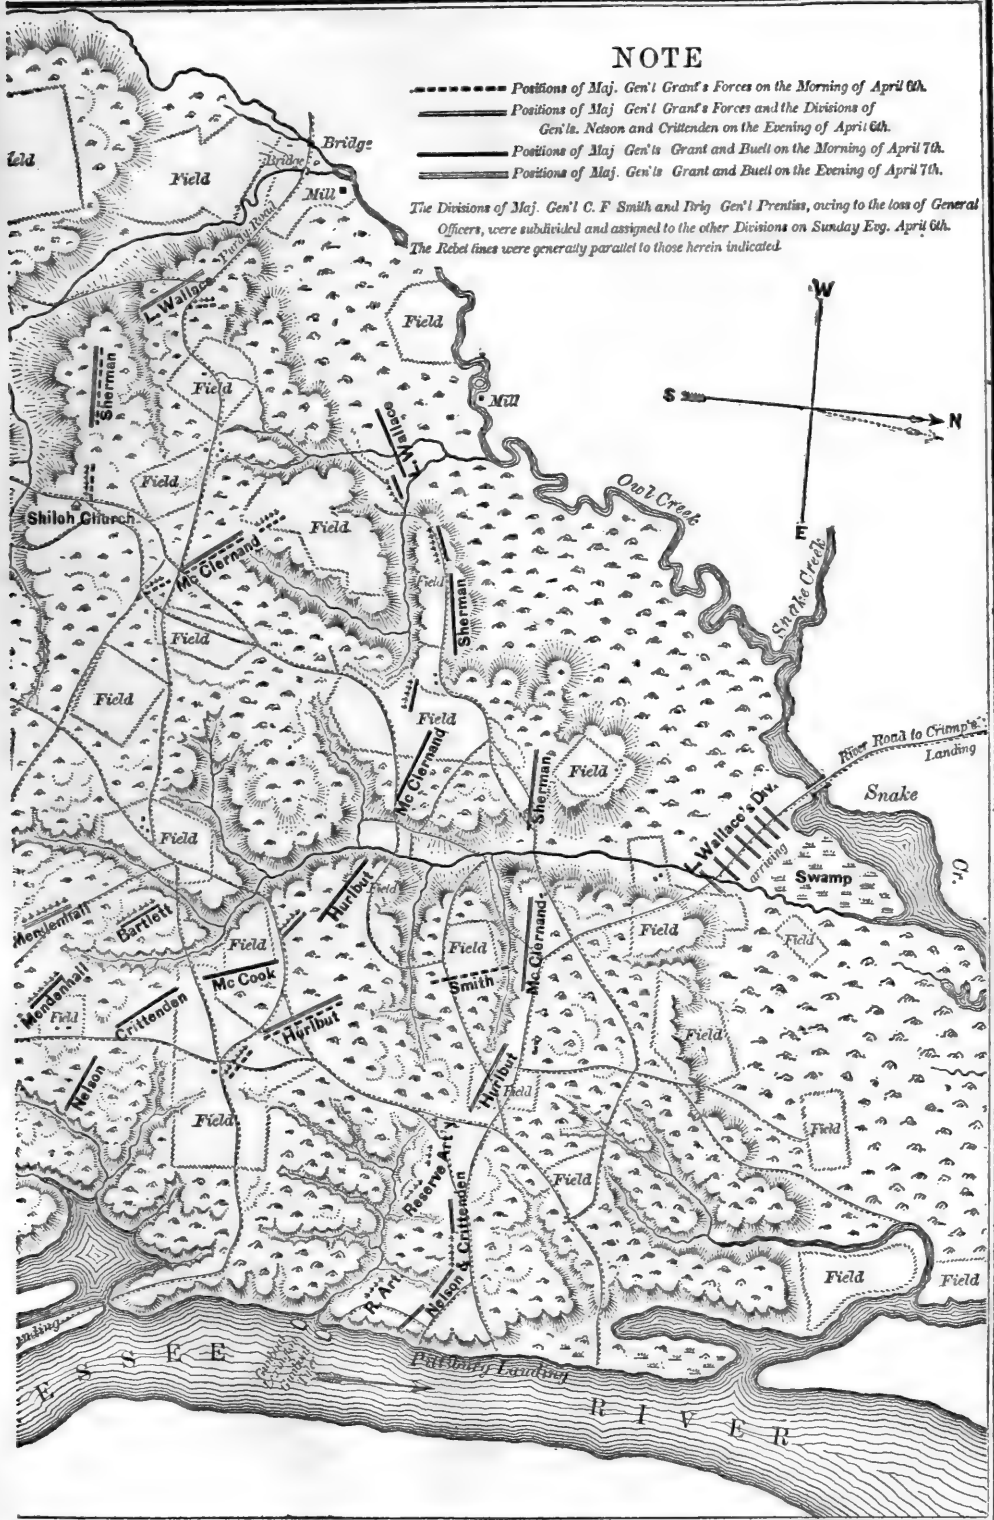 NOTE
Positions of Maj. Gen'l Grant's Forces on the Morning of April 6th.
Positions of Maj Gen'l Grant's Forces and the Divisions of
Gen'ls. Nelson and Crittenden on the Evening of April 6th.
Positions of Maj Gen'ls Grant and Buell on the Morning of April 7th.
Positions of Maj. Gen'ls Grant and Buell on the Evening of April 7th.
The Divisions of Maj. Gen'l C. F Smith and Brig Gen'l Prentiss, owing to the loss of General
Officers, were subdivided and assigned to the other Divisions on Sunday Evg. April 6th.
The Rebel lines were generally parallel to those herein indicated.
Bridge
Bridge
Field
Mill
Purdy Road
L. Wallace
W
Field
Sherman
Field
S
N
Mill
L. Wallace
E
Field
Owl Creek
Shiloh Church
Field
Mc Clernand
Snake Creek
Field
Sherman
Field
Field
Field
Mc Clernand
River Road to Crump's
Landing
Sherman
Field
Snake
Cr.
Field
L. Wallace's Div.
arriving
Swamp
Hurlbut
Field
Mendenhall
Bartlett
Field
Field
Mc Clernand
Field
Field
Mc Cook
Smith
Mendenhall
Field
Crittenden
Hurlbut
Field
Nelson
Hurlbut
Field
Field
Field
Reserve Art'y
Field
Nelson & Crittenden
R. Art.
Field
Field
ESSEE
Pittsburg Landing
RIVER